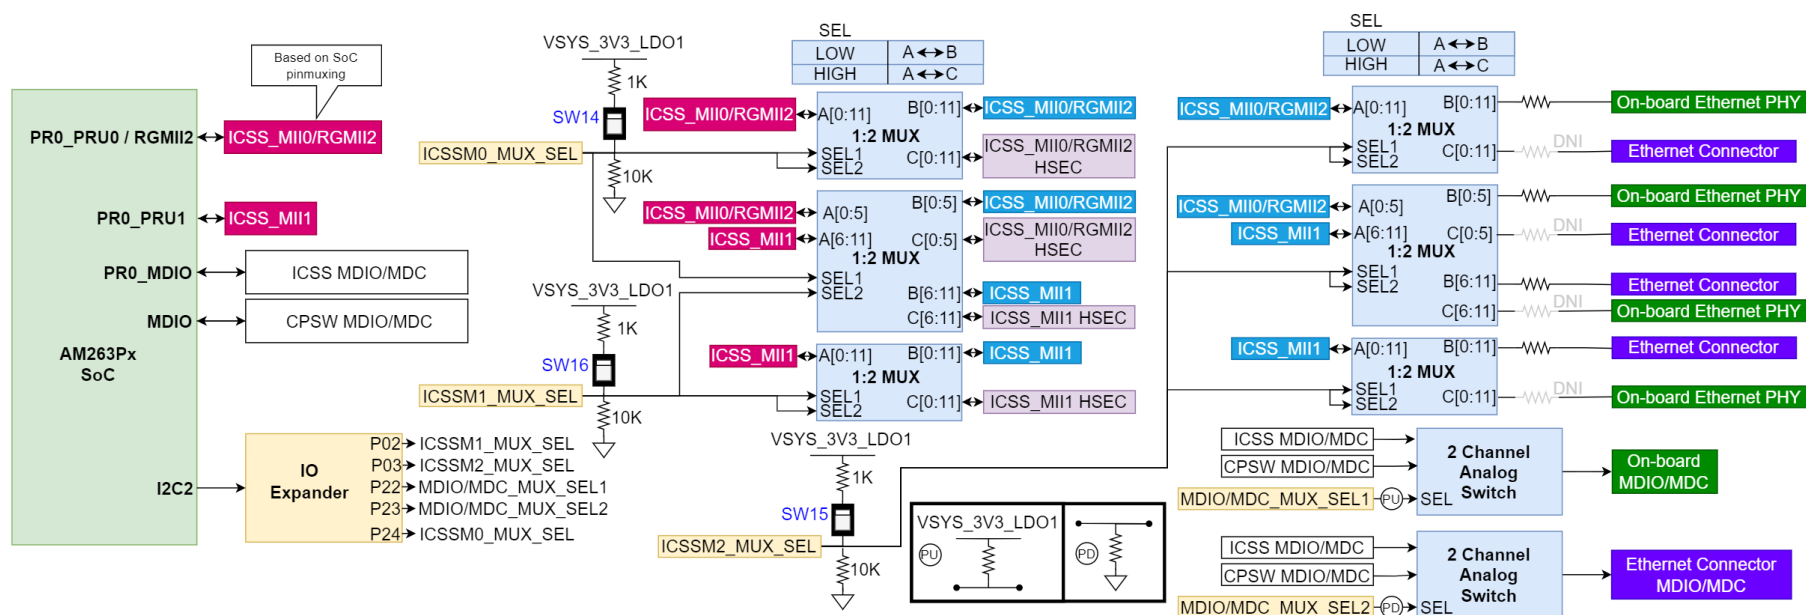 Based on SoC
pinmuxing
PR0_PRU0 / RGMII2
ICSS_MII0/RGMII2
PR0_PRU1
ICSS_MII1
PR0_MDIO
ICSS MDIO/MDC
MDIO
CPSW MDIO/MDC
AM263Px
SoC
I2C2
IO
Expander
P02
ICSSM1_MUX_SEL
P03
ICSSM2_MUX_SEL
P22
MDIO/MDC_MUX_SEL1
P23
MDIO/MDC_MUX_SEL2
P24
ICSSM0_MUX_SEL
VSYS_3V3_LDO1
1K
SW14
ICSSM0_MUX_SEL
10K
VSYS_3V3_LDO1
1K
SW16
ICSSM1_MUX_SEL
10K
VSYS_3V3_LDO1
1K
SW15
ICSSM2_MUX_SEL
10K
SEL
LOW A B
HIGH A C
ICSS_MII0/RGMII2
A[0:11]
B[0:11]
ICSS_MII0/RGMII2
1:2 MUX
SEL1
SEL2
C[0:11]
ICSS_MII0/RGMII2
HSEC
ICSS_MII0/RGMII2
A[0:5]
B[0:5]
ICSS_MII0/RGMII2
ICSS_MII1
A[6:11]
C[0:5]
ICSS_MII0/RGMII2
HSEC
1:2 MUX
SEL1
SEL2
B[6:11]
ICSS_MII1
C[6:11]
ICSS_MII1 HSEC
ICSS_MII1
A[0:11]
B[0:11]
ICSS_MII1
1:2 MUX
SEL1
SEL2
C[0:11]
ICSS_MII1 HSEC
VSYS_3V3_LDO1
PU
PD
SEL
LOW A B
HIGH A C
ICSS_MII0/RGMII2
A[0:11]
B[0:11]
On-board Ethernet PHY
1:2 MUX
SEL1
SEL2
C[0:11]
DNI
Ethernet Connector
ICSS_MII0/RGMII2
A[0:5]
B[0:5]
On-board Ethernet PHY
ICSS_MII1
A[6:11]
C[0:5]
DNI
Ethernet Connector
1:2 MUX
SEL1
SEL2
B[6:11]
Ethernet Connector
C[6:11]
DNI
On-board Ethernet PHY
ICSS_MII1
A[0:11]
B[0:11]
Ethernet Connector
1:2 MUX
SEL1
SEL2
C[0:11]
DNI
On-board Ethernet PHY
ICSS MDIO/MDC
CPSW MDIO/MDC
MDIO/MDC_MUX_SEL1
PU
SEL
2 Channel
Analog
Switch
On-board
MDIO/MDC
ICSS MDIO/MDC
CPSW MDIO/MDC
MDIO/MDC_MUX_SEL2
PD
SEL
2 Channel
Analog
Switch
Ethernet Connector
MDIO/MDC